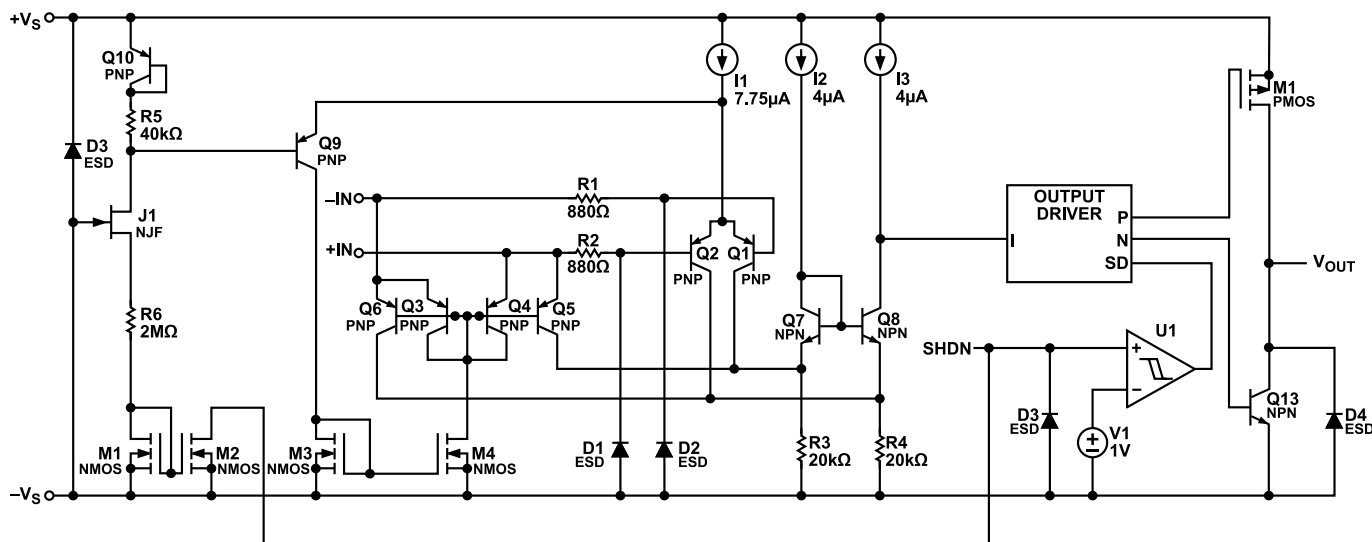 +VS
Q10
PNP
R5
40kΩ
D3
ESD
J1
NJF
R6
2MΩ
M1
NMOS
M2
NMOS
M3
NMOS
M4
NMOS
–VS
Q9
PNP
–IN
+IN
R1
880Ω
R2
880Ω
Q6
PNP
Q3
PNP
Q4
PNP
Q5
PNP
I1
7.75µA
I2
4µA
I3
4µA
Q2
PNP
Q1
PNP
Q7
NPN
Q8
NPN
D1
ESD
D2
ESD
R3
20kΩ
R4
20kΩ
OUTPUT
DRIVER
I
P
N
SD
M1
PMOS
VOUT
SHDN
U1
+
–
D3
ESD
V1
1V
Q13
NPN
D4
ESD